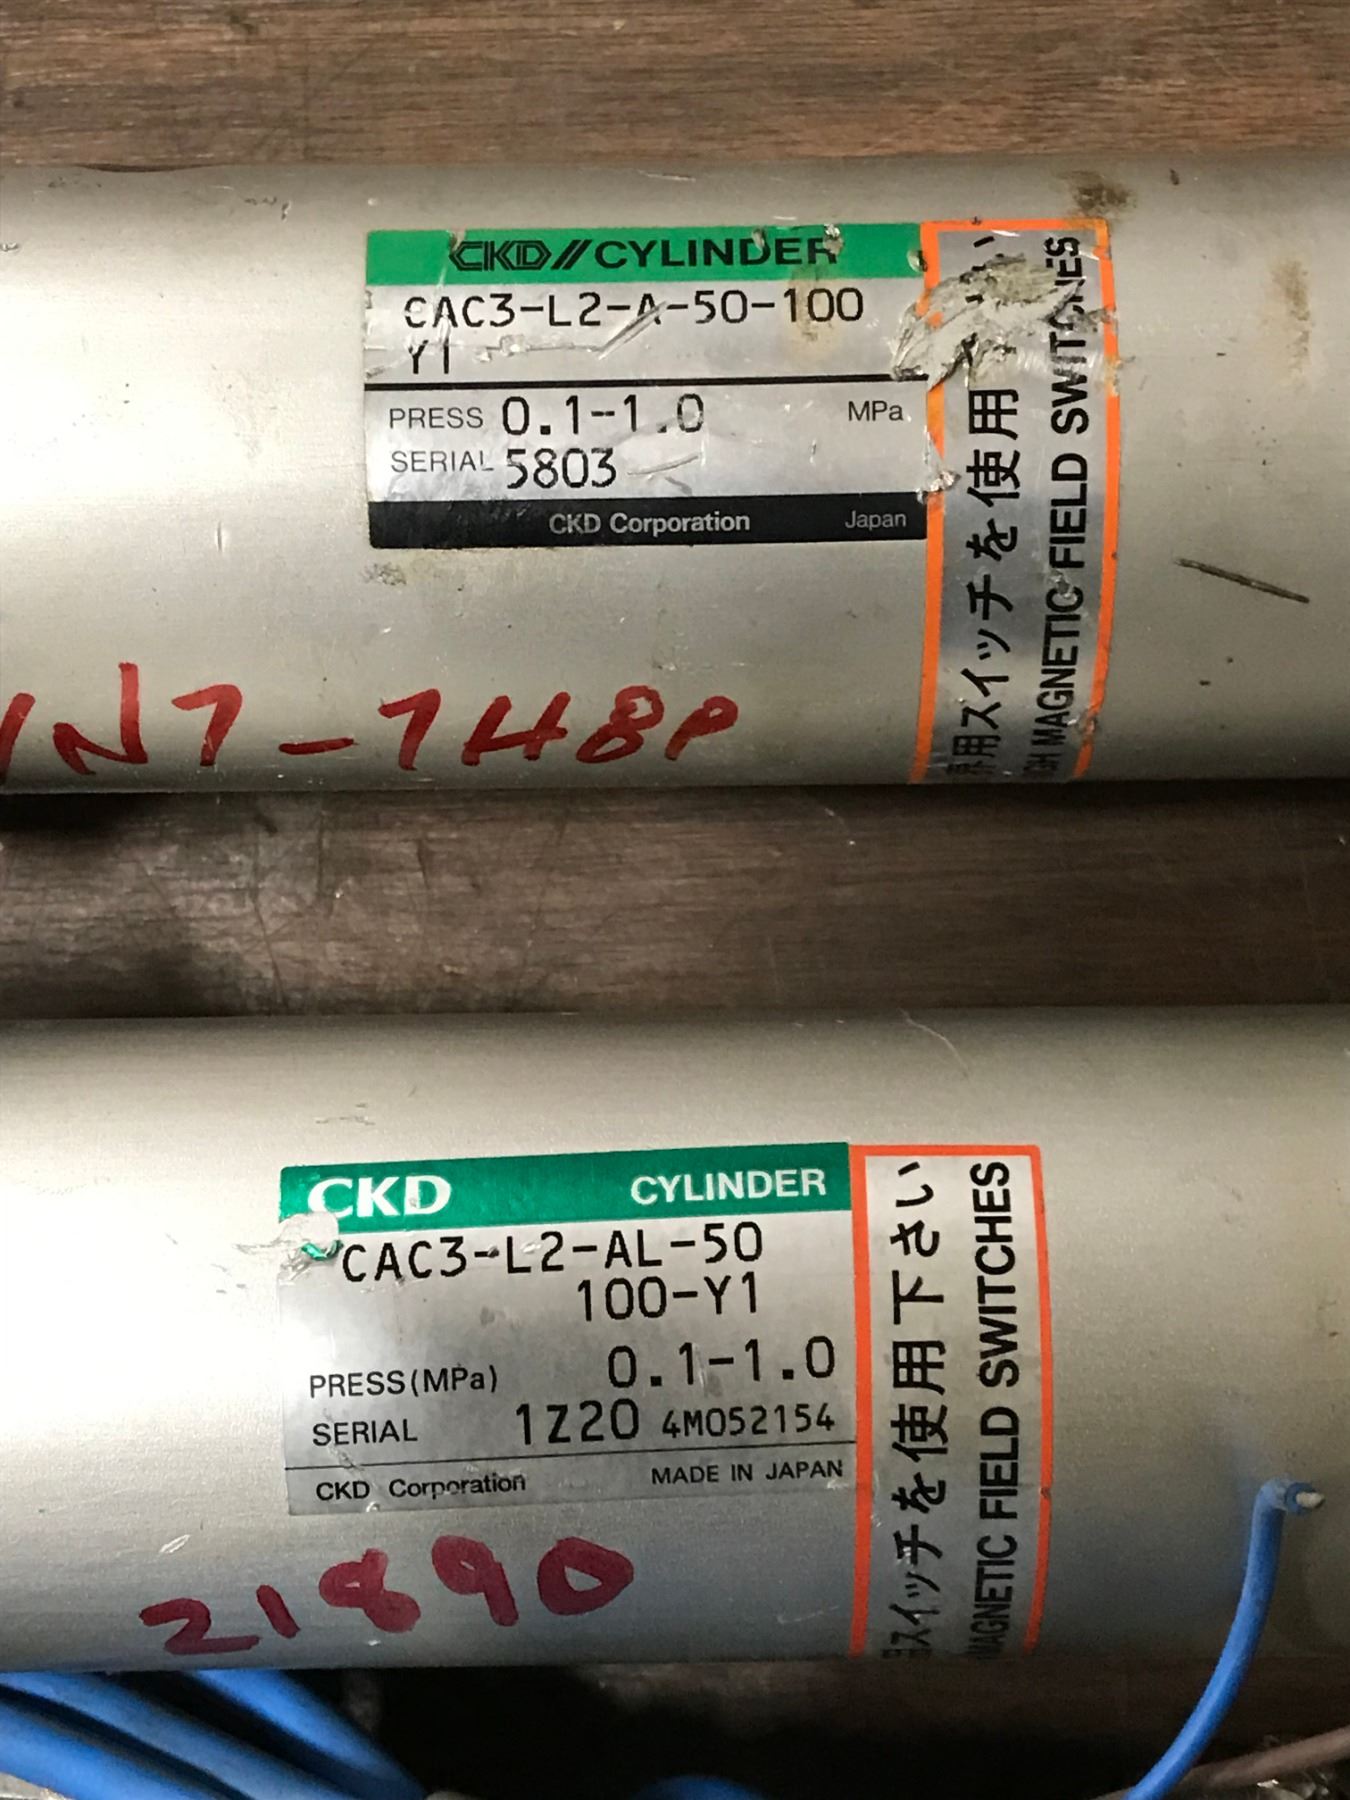 CKD//CYLINDER
CAC3-L2-A-50-100
Y1
PRESS 0.1-1.0 MPa
SERIAL 5803
CKD Corporation Japan
用スイッチを使用
MAGNETIC FIELD SWITCHES
N7-7H8P
CKD CYLINDER
CAC3-L2-AL-50
100-Y1
PRESS(MPa) 0.1-1.0
SERIAL 1Z20 4M052154
CKD Corporation MADE IN JAPAN
スイッチを使用下さい
MAGNETIC FIELD SWITCHES
21890